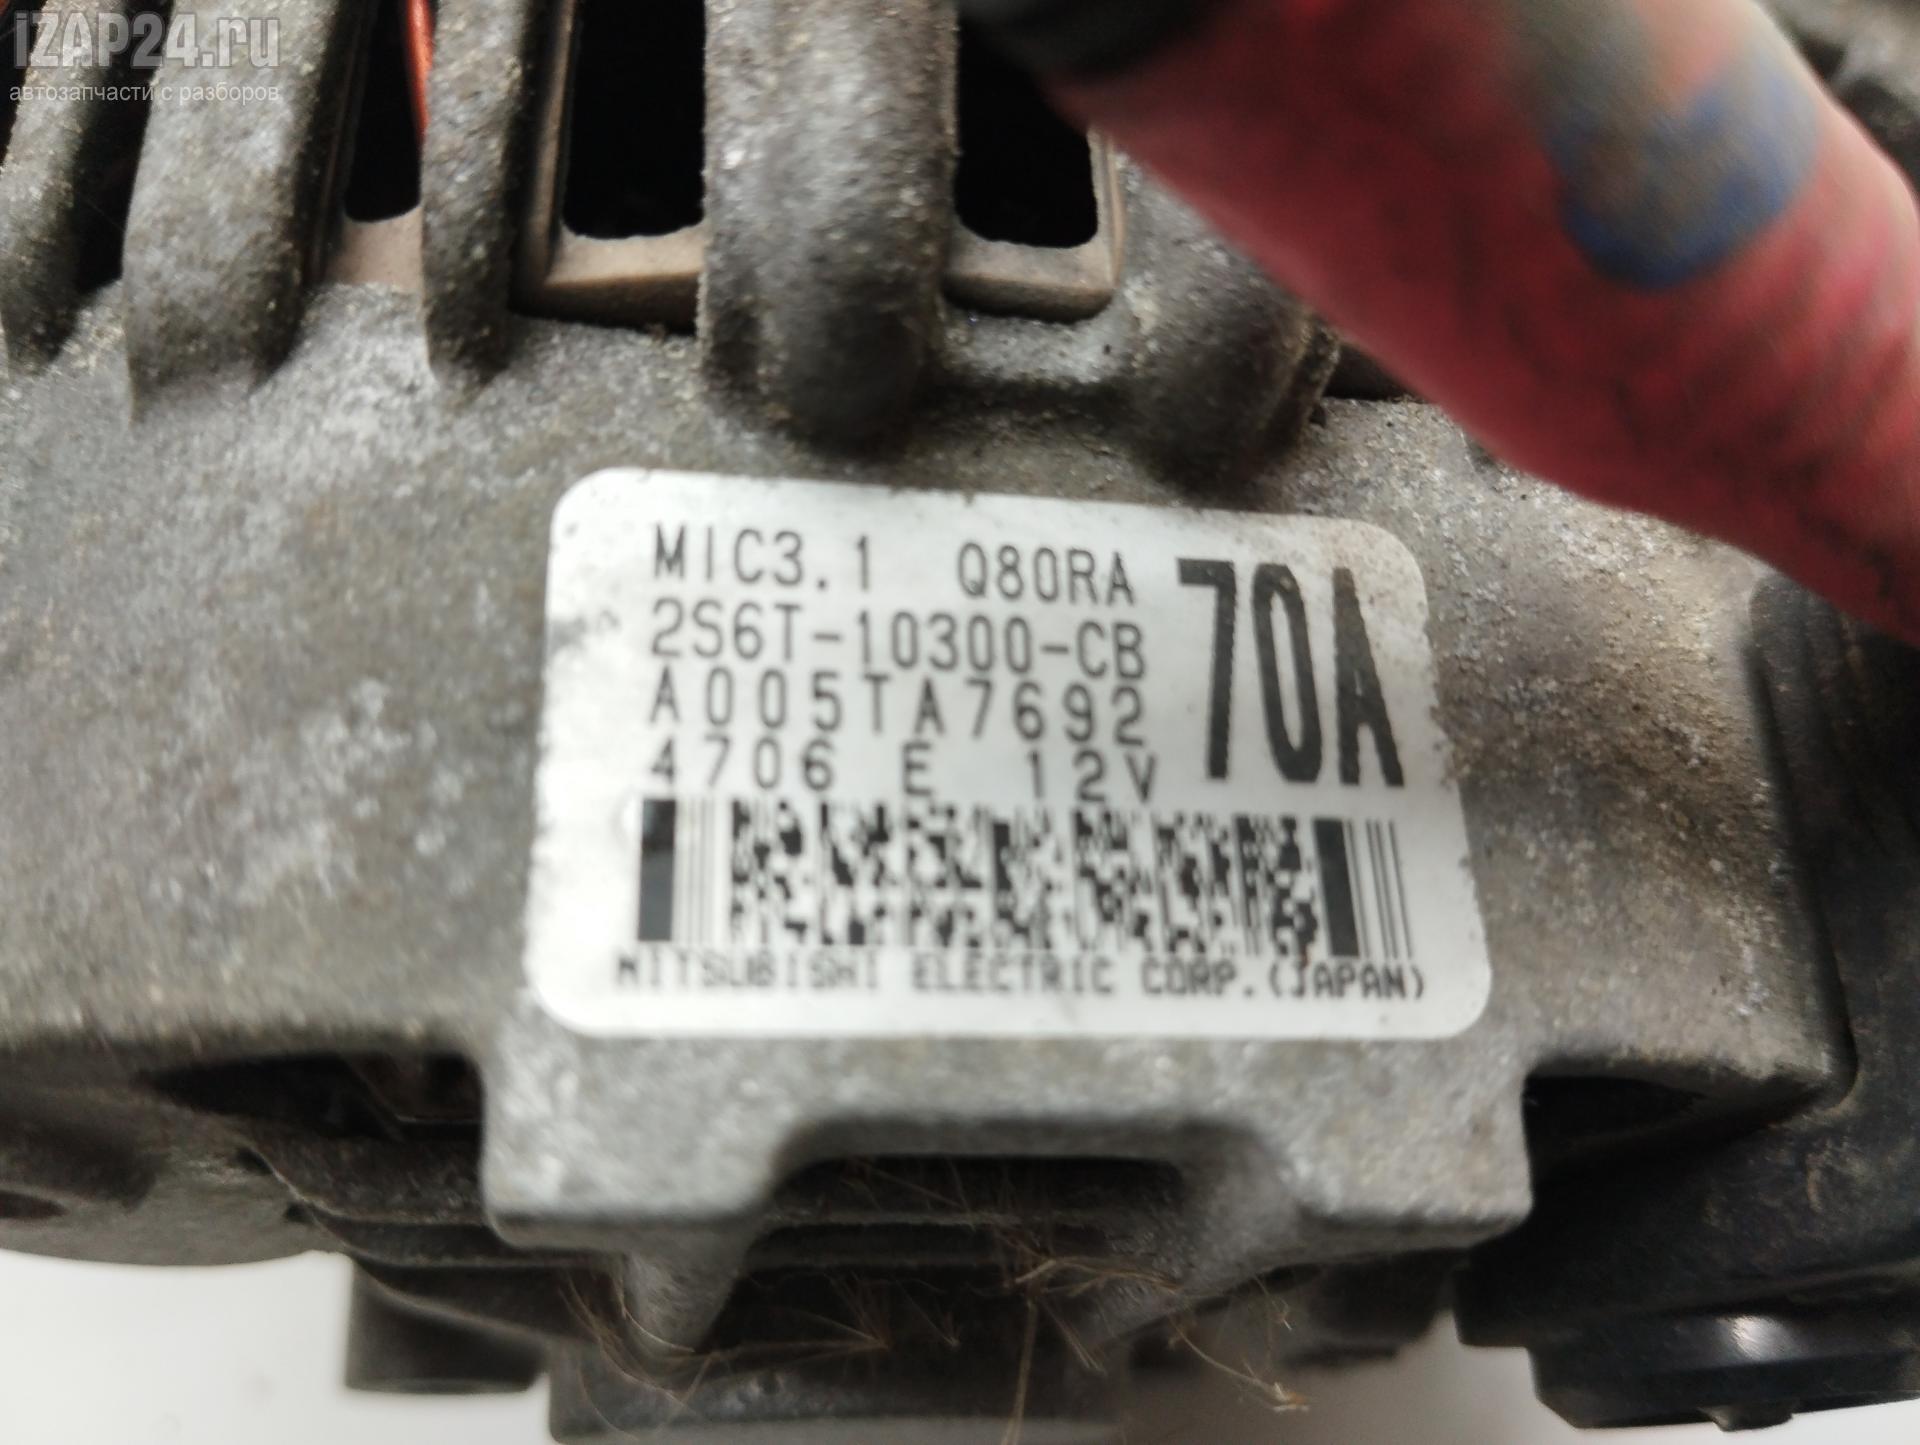 iZAP24.ru
автозапчасти с разборов
MIC3.1 Q80RA 70A
2S6T-10300-CB
A005TA7692
4706 E 12V
MITSUBISHI ELECTRIC CORP.(JAPAN)